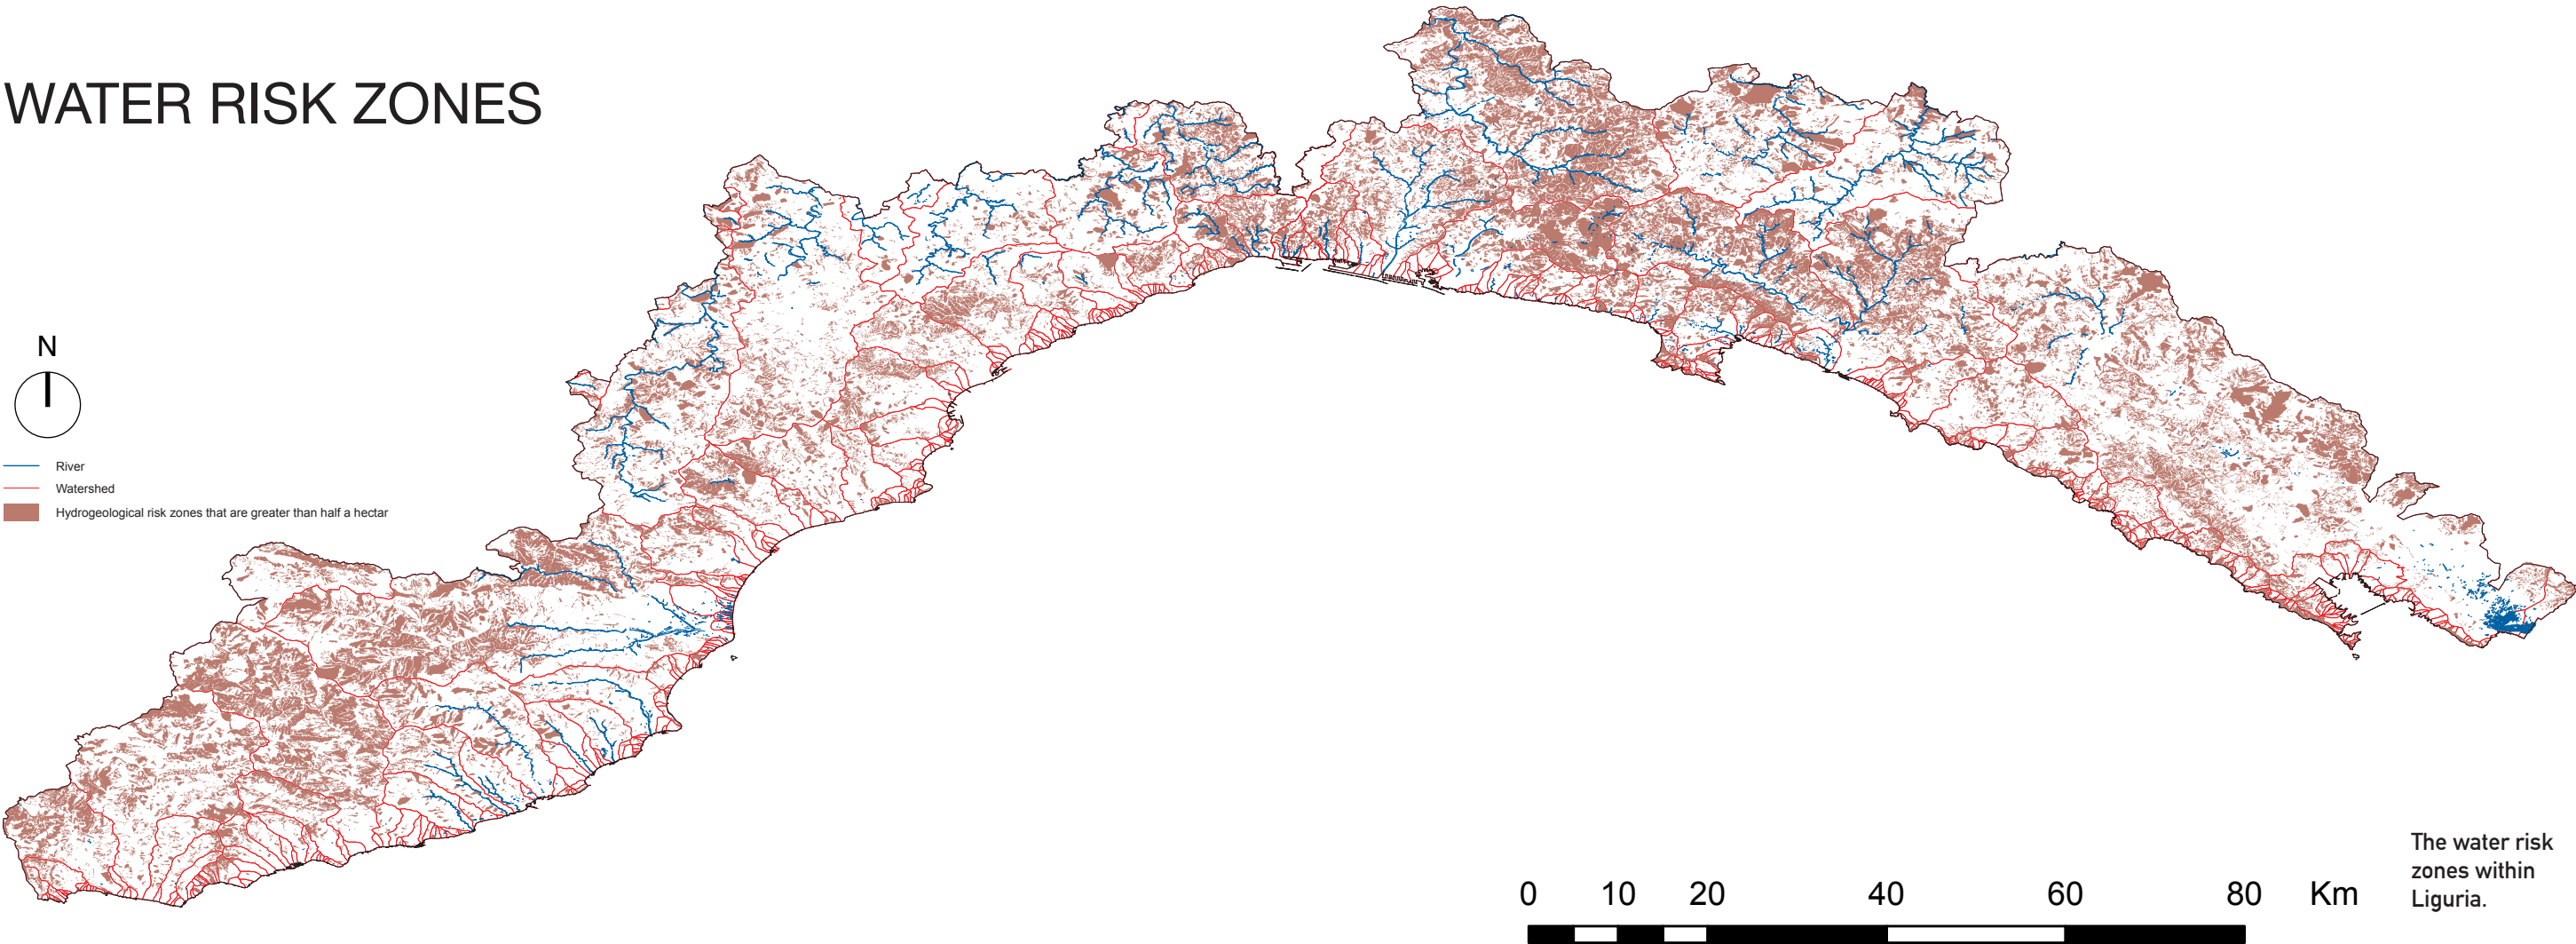 WATER RISK ZONES
N
River
Watershed
Hydrogeological risk zones that are greater than half a hectar
0 10 20 40 60 80 Km
The water risk
zones within
Liguria.